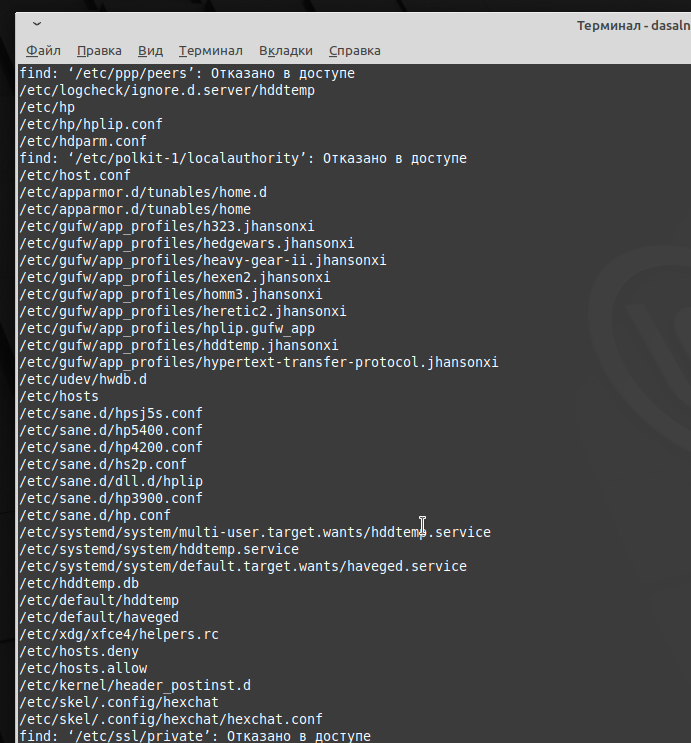 Терминал - dasaln
Файл Правка Вид Терминал Вкладки Справка
find: ‘/etc/ppp/peers’: Отказано в доступе
/etc/logcheck/ignore.d.server/hddtemp
/etc/hp
/etc/hp/hplip.conf
/etc/hdparm.conf
find: ‘/etc/polkit-1/localauthority’: Отказано в доступе
/etc/host.conf
/etc/apparmor.d/tunables/home.d
/etc/apparmor.d/tunables/home
/etc/gufw/app_profiles/h323.jhansonxi
/etc/gufw/app_profiles/hedgewars.jhansonxi
/etc/gufw/app_profiles/heavy-gear-ii.jhansonxi
/etc/gufw/app_profiles/hexen2.jhansonxi
/etc/gufw/app_profiles/homm3.jhansonxi
/etc/gufw/app_profiles/heretic2.jhansonxi
/etc/gufw/app_profiles/hplip.gufw_app
/etc/gufw/app_profiles/hddtemp.jhansonxi
/etc/gufw/app_profiles/hypertext-transfer-protocol.jhansonxi
/etc/udev/hwdb.d
/etc/hosts
/etc/sane.d/hpsj5s.conf
/etc/sane.d/hp5400.conf
/etc/sane.d/hp4200.conf
/etc/sane.d/hs2p.conf
/etc/sane.d/dll.d/hplip
/etc/sane.d/hp3900.conf
/etc/sane.d/hp.conf
/etc/systemd/system/multi-user.target.wants/hddtemp.service
/etc/systemd/system/hddtemp.service
/etc/systemd/system/default.target.wants/haveged.service
/etc/hddtemp.db
/etc/default/hddtemp
/etc/default/haveged
/etc/xdg/xfce4/helpers.rc
/etc/hosts.deny
/etc/hosts.allow
/etc/kernel/header_postinst.d
/etc/skel/.config/hexchat
/etc/skel/.config/hexchat/hexchat.conf
find: ‘/etc/ssl/private’: Отказано в доступе